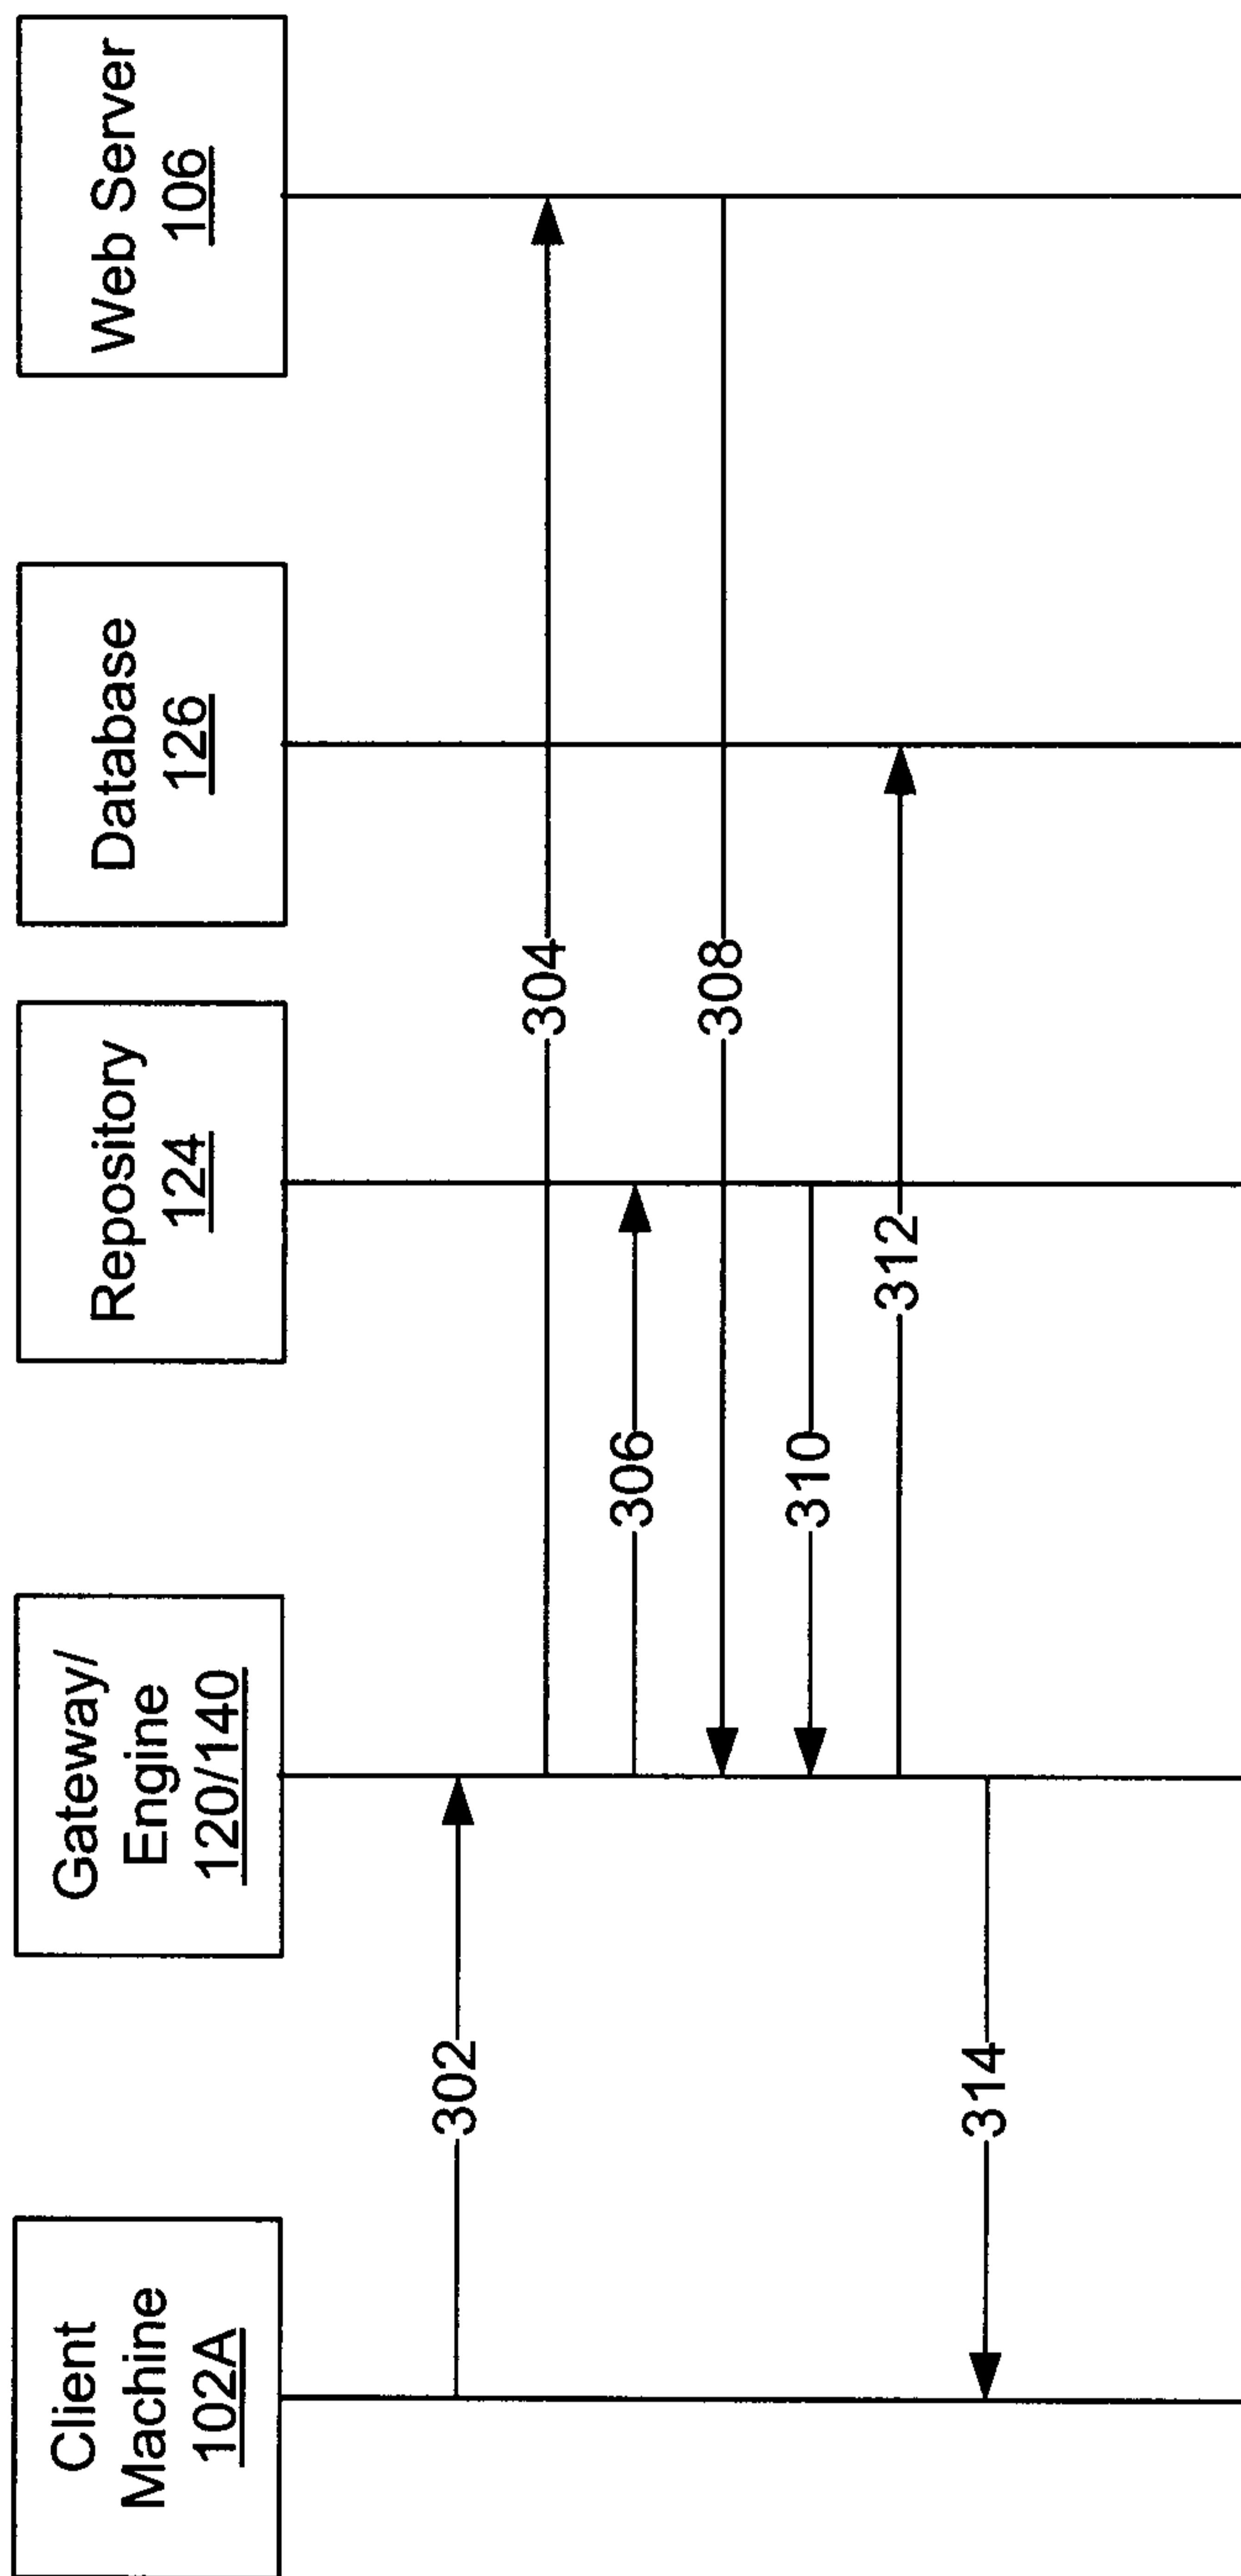 Client
Machine
102A
Gateway/
Engine
120/140
Repository
124
Database
126
Web Server
106
302
304
306
308
310
312
314